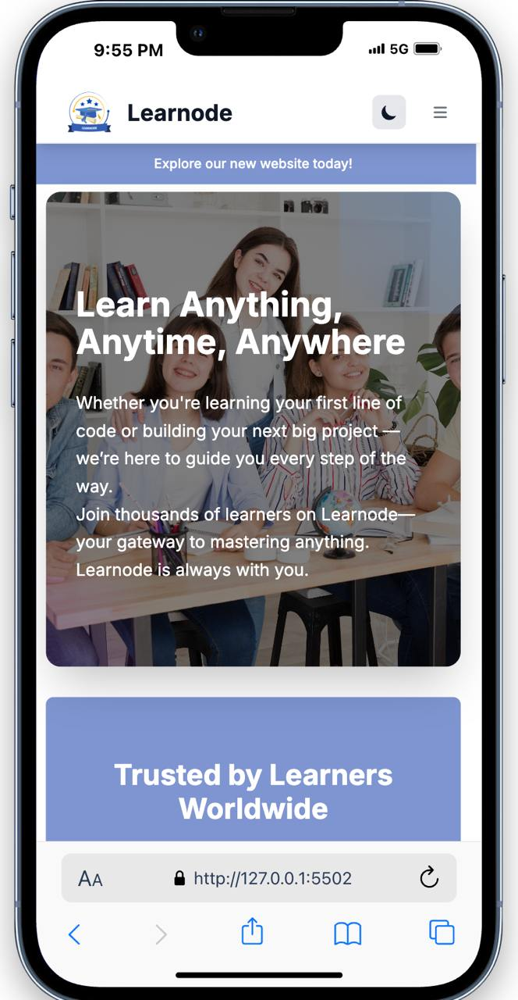 9:55 PM 5G
LEARNODE
Learnode
Explore our new website today!
Learn Anything,
Anytime, Anywhere
Whether you're learning your first line of
code or building your next big project —
we’re here to guide you every step of the
way.
Join thousands of learners on Learnode—
your gateway to mastering anything.
Learnode is always with you.
Trusted by Learners
Worldwide
AA http://127.0.0.1:5502